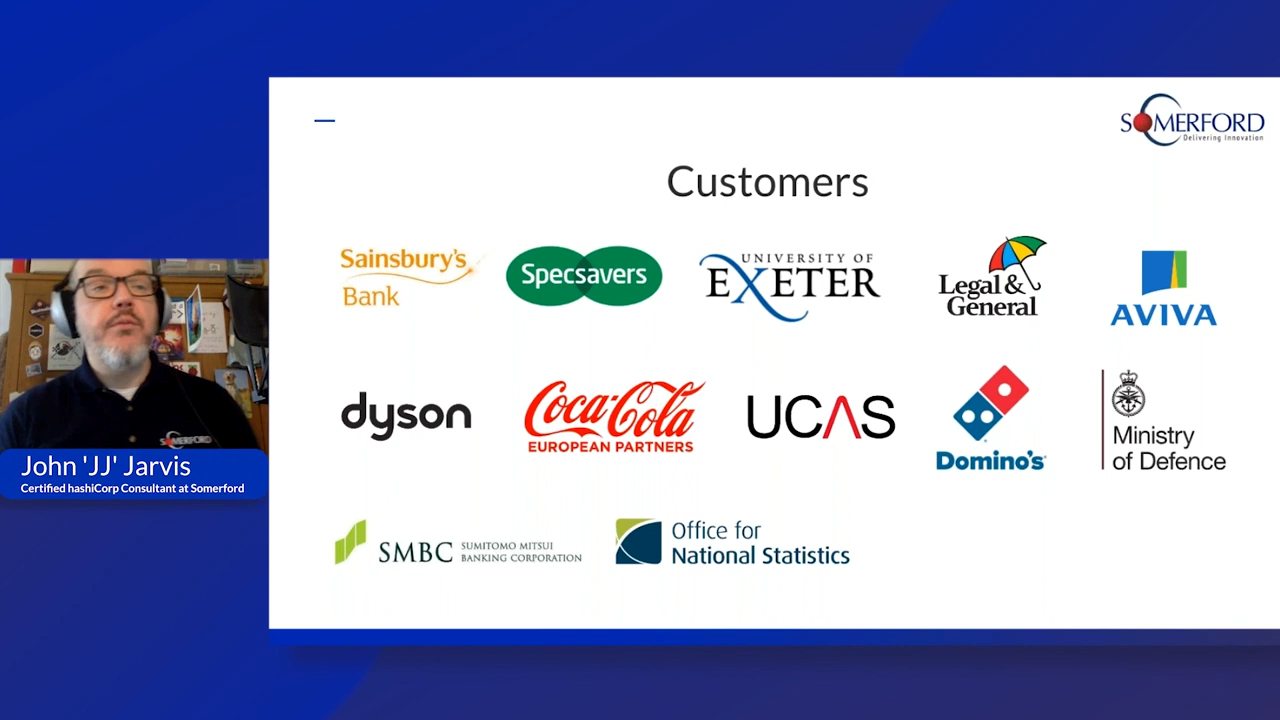 SOMERFORD
Delivering Innovation
Customers
Sainsbury's
Bank
Specsavers
UNIVERSITY OF
EXETER
Legal &
General
AVIVA
dyson
Coca-Cola
EUROPEAN PARTNERS
UCAS
Domino's
Ministry
of Defence
SMBC SUMITOMO MITSUI
BANKING CORPORATION
Office for
National Statistics
SOMERFORD
John 'JJ' Jarvis
Certified hashiCorp Consultant at Somerford